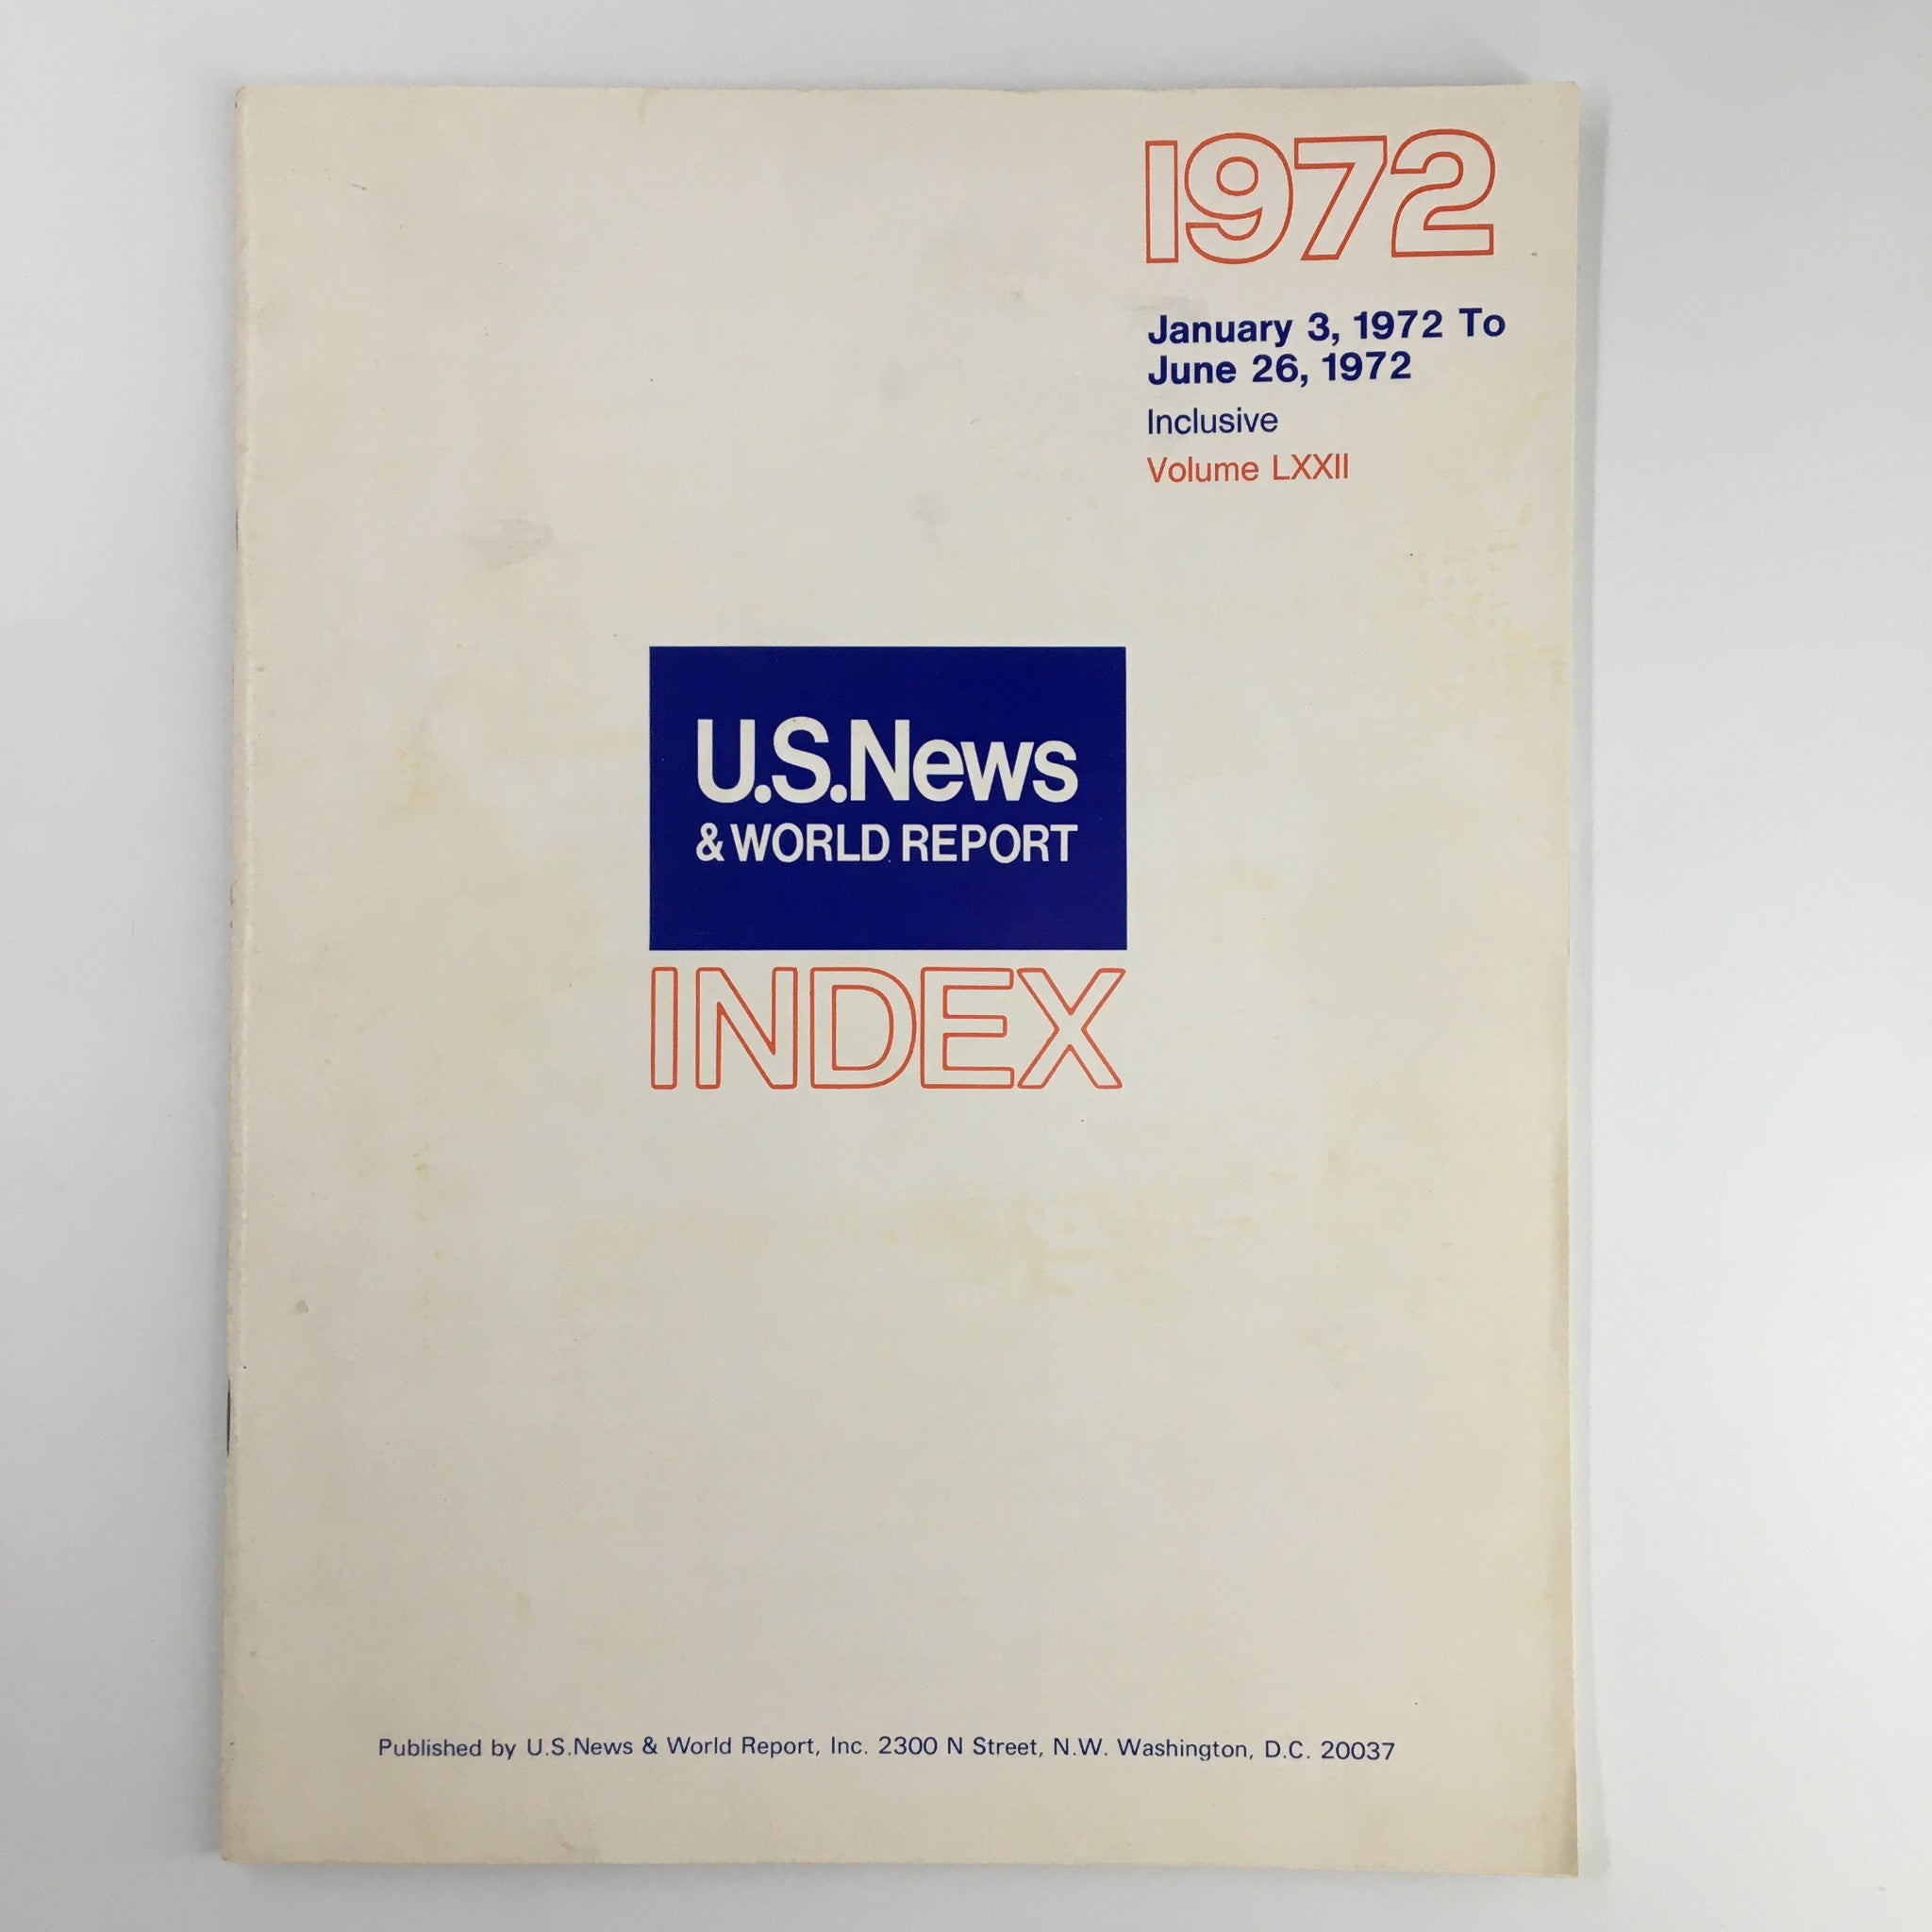 1972
January 3, 1972 To
June 26, 1972
Inclusive
Volume LXXII
U.S.News
& WORLD REPORT
INDEX
Published by U.S.News & World Report, Inc. 2300 N Street, N.W. Washington, D.C. 20037